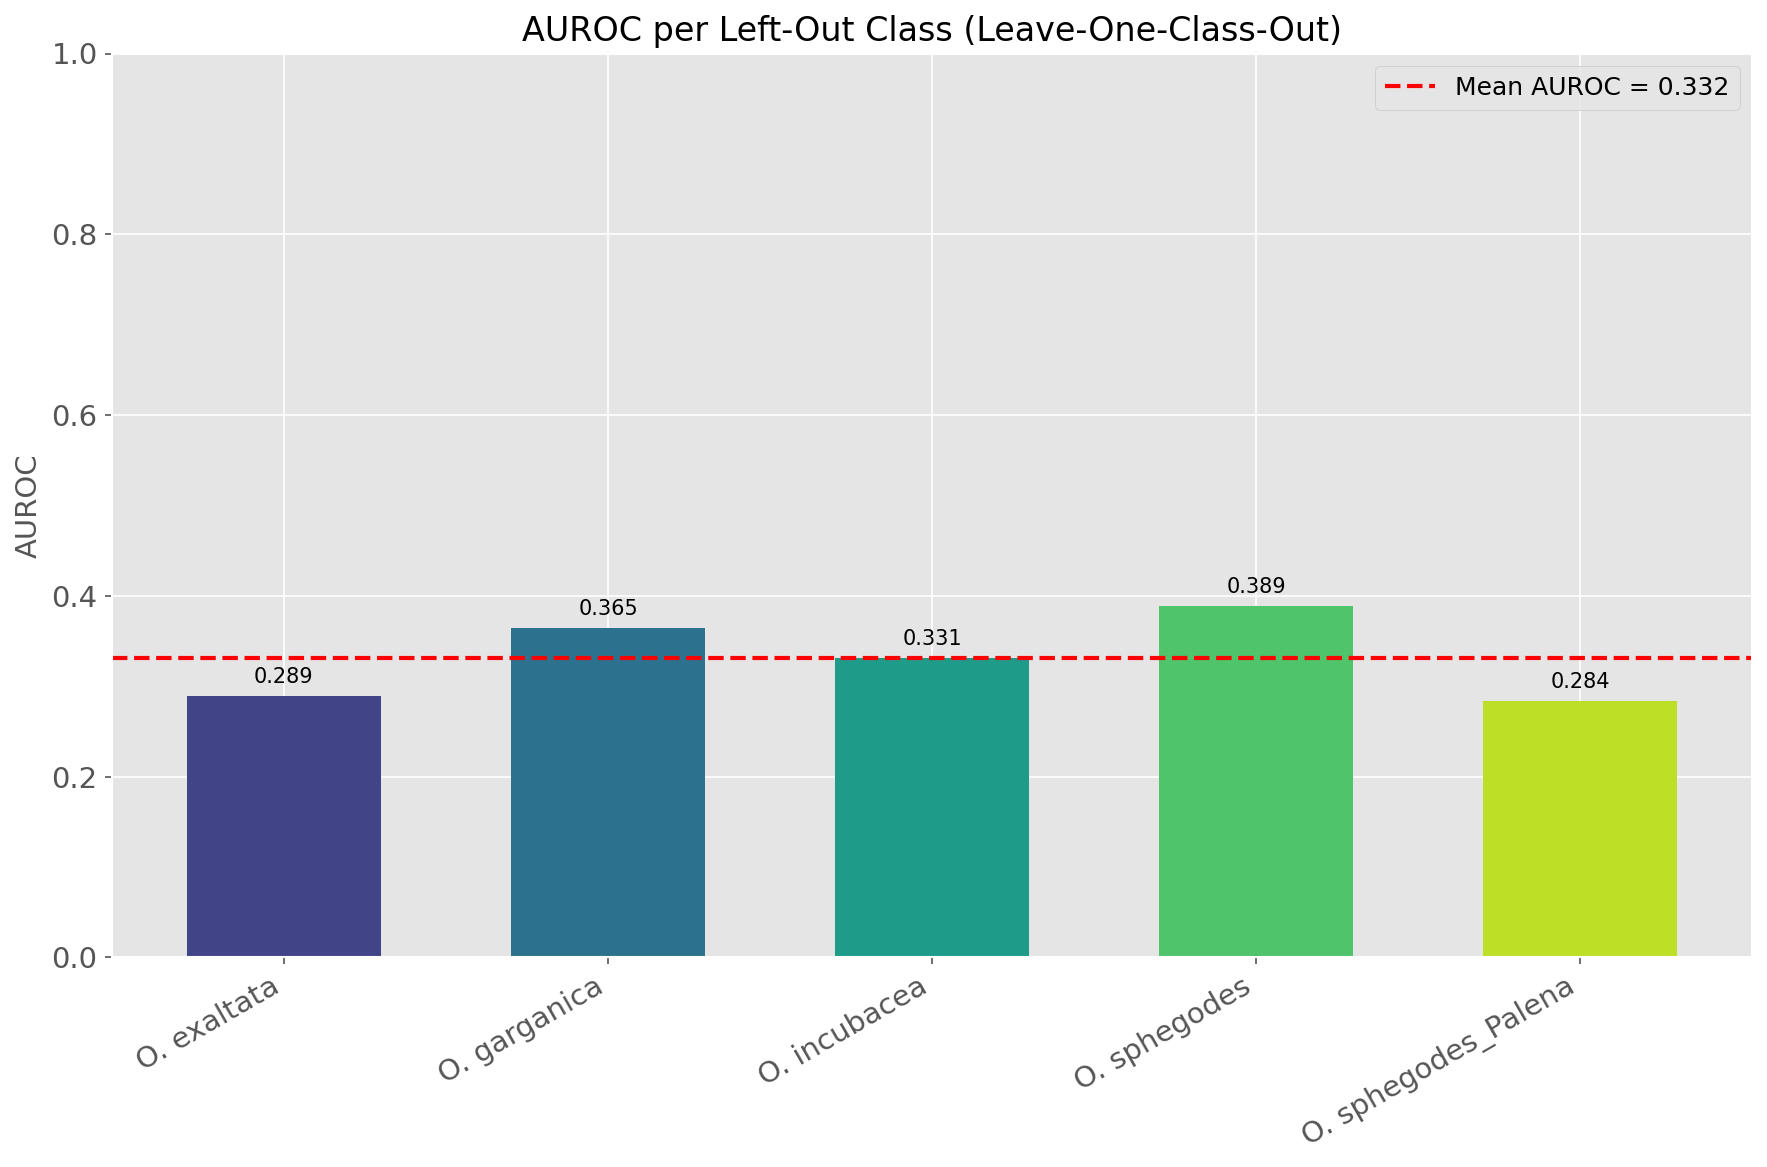 AUROC per Left-Out Class (Leave-One-Class-Out)
Mean AUROC = 0.332
AUROC
1.0
0.8
0.6
0.4
0.2
0.0
0.289
0.365
0.331
0.389
0.284
O. exaltata
O. garganica
O. incubacea
O. sphegodes
O. sphegodes_Palena